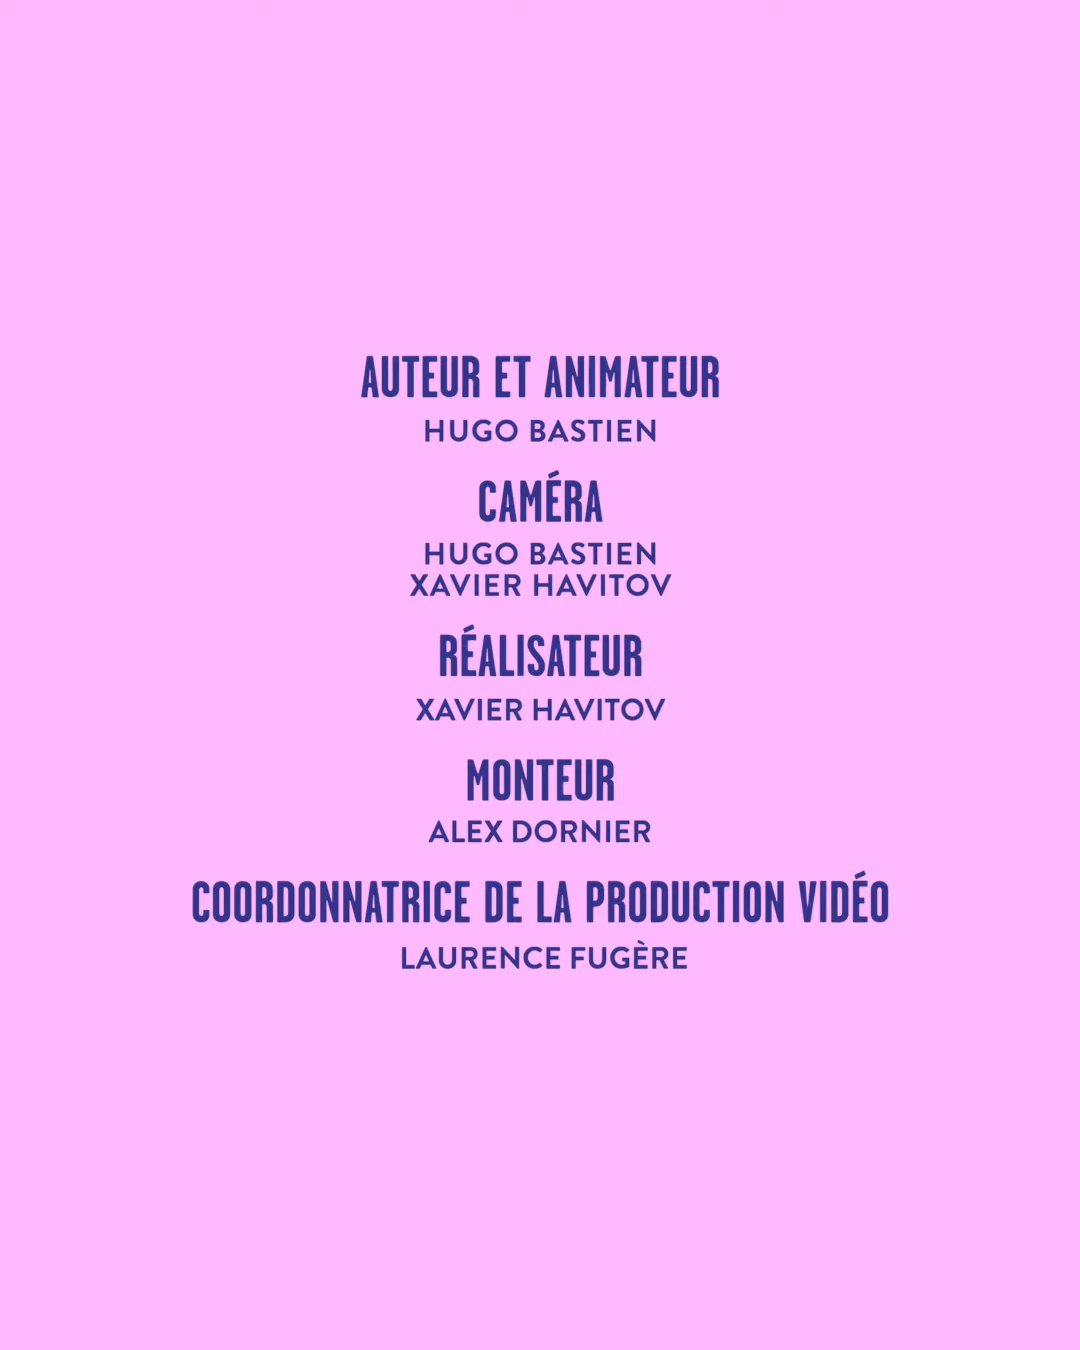 AUTEUR ET ANIMATEUR
HUGO BASTIEN
CAMÉRA
HUGO BASTIEN
XAVIER HAVITOV
RÉALISATEUR
XAVIER HAVITOV
MONTEUR
ALEX DORNIER
COORDONNATRICE DE LA PRODUCTION VIDÉO
LAURENCE FUGÈRE